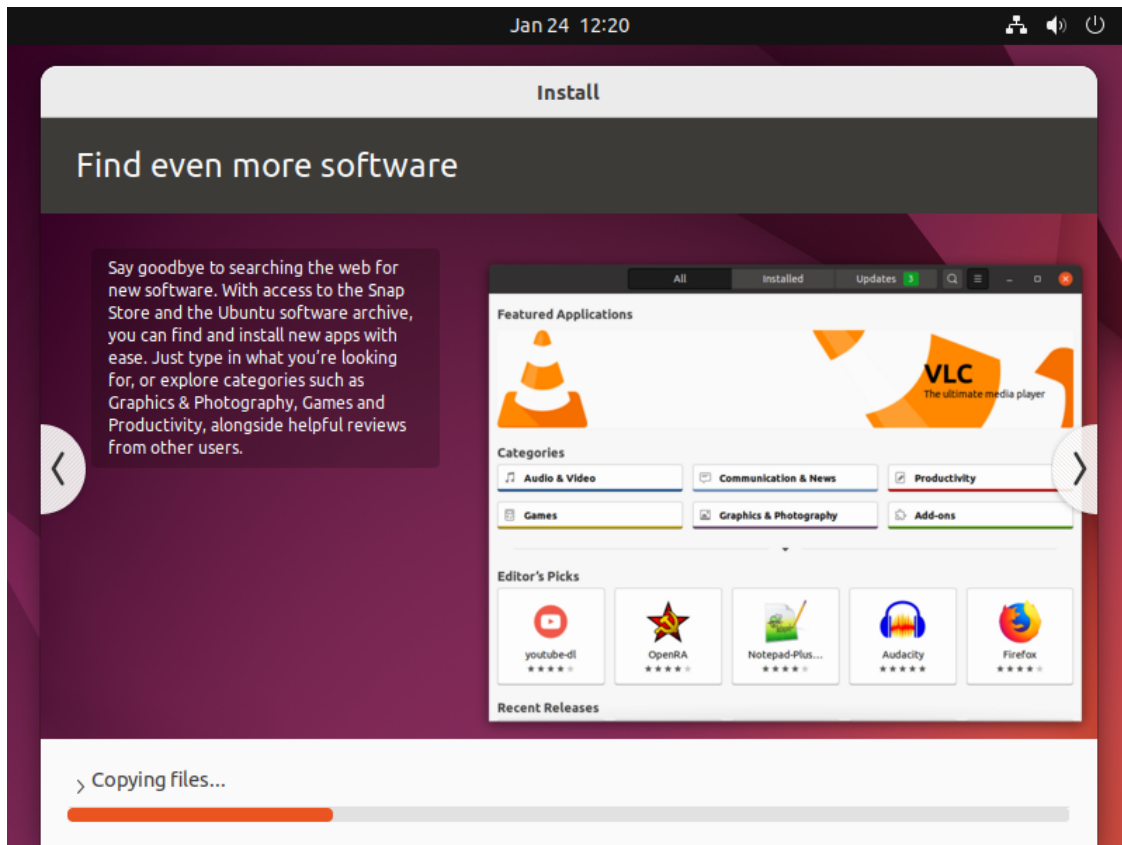 Jan 24 12:20
Install
Find even more software
Say goodbye to searching the web for
new software. With access to the Snap
Store and the Ubuntu software archive,
you can find and install new apps with
ease. Just type in what you're looking
for, or explore categories such as
Graphics & Photography, Games and
Productivity, alongside helpful reviews
from other users.
All Installed Updates 3
Featured Applications
VLC
The ultimate media player
Categories
Audio & Video Communication & News Productivity
Games Graphics & Photography Add-ons
Editor's Picks
youtube-dl OpenRA Notepad-Plus... Audacity Firefox
Recent Releases
Copying files...